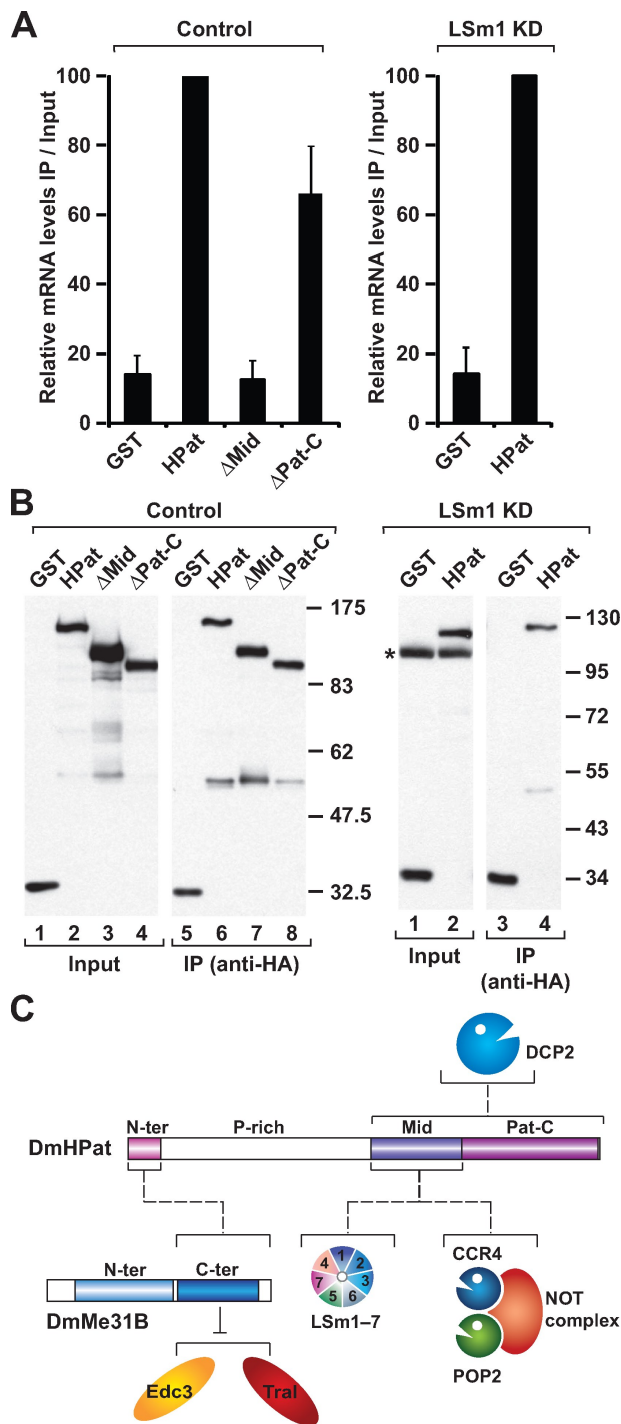 A
Control
LSm1 KD
Relative mRNA levels IP / Input
100
80
60
40
20
0
GST
HPat
ΔMid
ΔPat-C
Relative mRNA levels IP / Input
100
80
60
40
20
0
GST
HPat
B
Control
LSm1 KD
GST
HPat
ΔMid
ΔPat-C
GST
HPat
ΔMid
ΔPat-C
175
83
62
47.5
32.5
1 2 3 4 5 6 7 8
Input
IP (anti-HA)
GST
HPat
GST
HPat
*
130
95
72
55
43
34
1 2 3 4
Input
IP
(anti-HA)
C
DCP2
N-ter
P-rich
Mid
Pat-C
DmHPat
N-ter
C-ter
DmMe31B
Edc3
Tral
1
2
3
6
5
7
4
LSm1–7
CCR4
NOT
complex
POP2